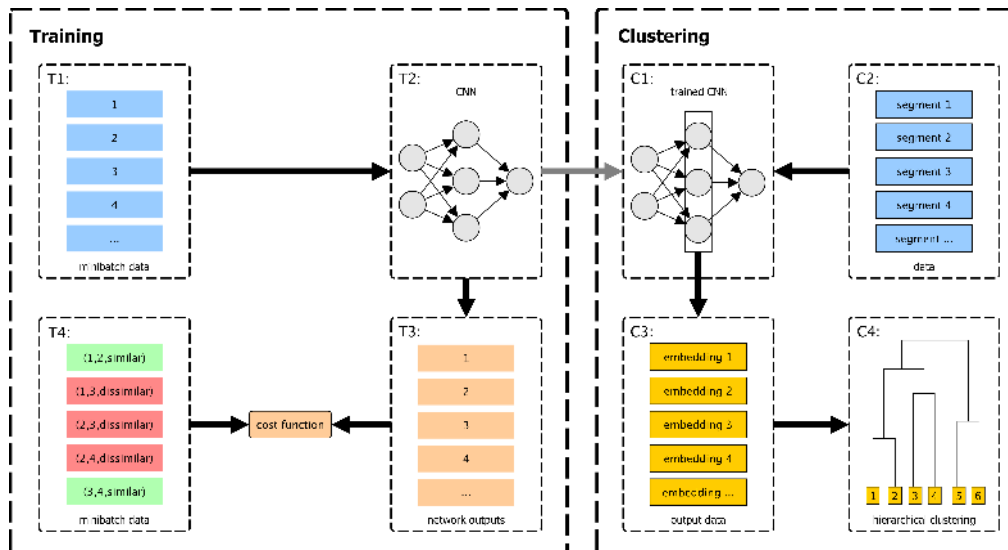 Training
T1:
1
2
3
4
...
minibatch data
T2:
CNN
T4:
(1,2,similar)
(1,3,dissimilar)
(2,3,dissimilar)
(2,4,dissimilar)
(3,4,similar)
minibatch data
cost function
T3:
1
2
3
4
...
network outputs
Clustering
C1:
trained CNN
C2:
segment 1
segment 2
segment 3
segment 4
segment ...
data
C3:
embedding 1
embedding 2
embedding 3
embedding 4
embedding ...
output data
C4:
1 2 3 4 5 6
hierarchical clustering